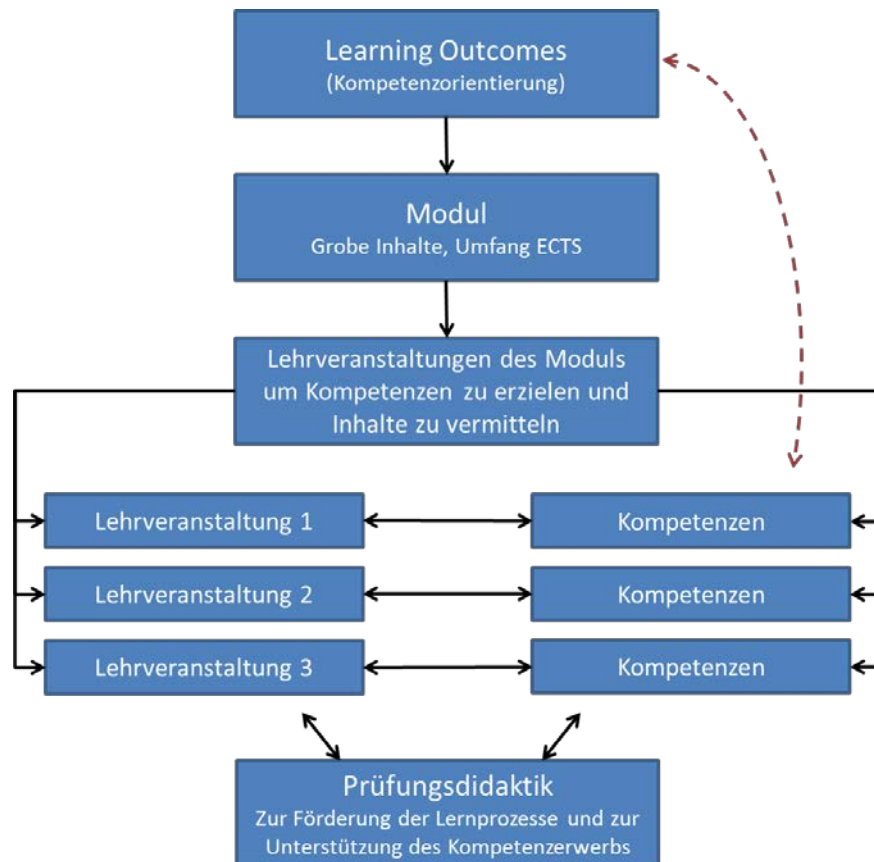 Learning Outcomes
(Kompetenzorientierung)
Modul
Grobe Inhalte, Umfang ECTS
Lehrveranstaltungen des Moduls
um Kompetenzen zu erzielen und
Inhalte zu vermitteln
Lehrveranstaltung 1
Kompetenzen
Lehrveranstaltung 2
Kompetenzen
Lehrveranstaltung 3
Kompetenzen
Prüfungsdidaktik
Zur Förderung der Lernprozesse und zur
Unterstützung des Kompetenzerwerbs